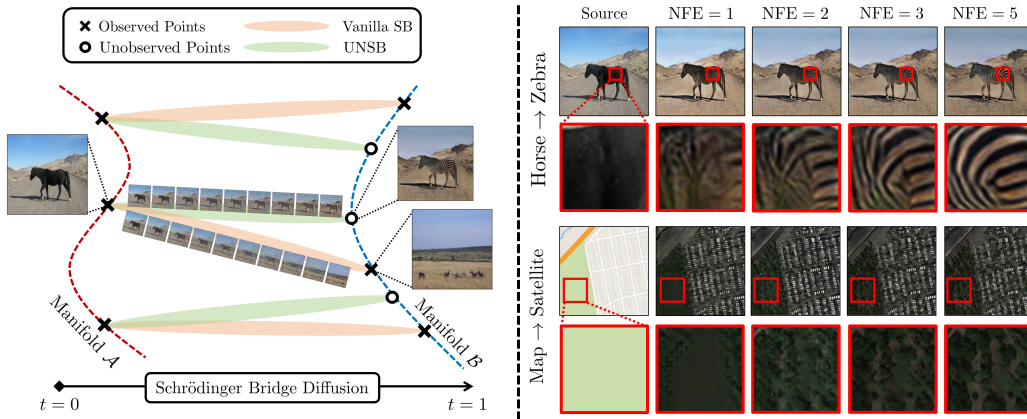 Observed Points
Vanilla SB
Unobserved Points
UNSB
Manifold 𝒜
Manifold ℬ
Schrödinger Bridge Diffusion
t = 0
t = 1
Source
NFE = 1
NFE = 2
NFE = 3
NFE = 5
Horse → Zebra
Map → Satellite